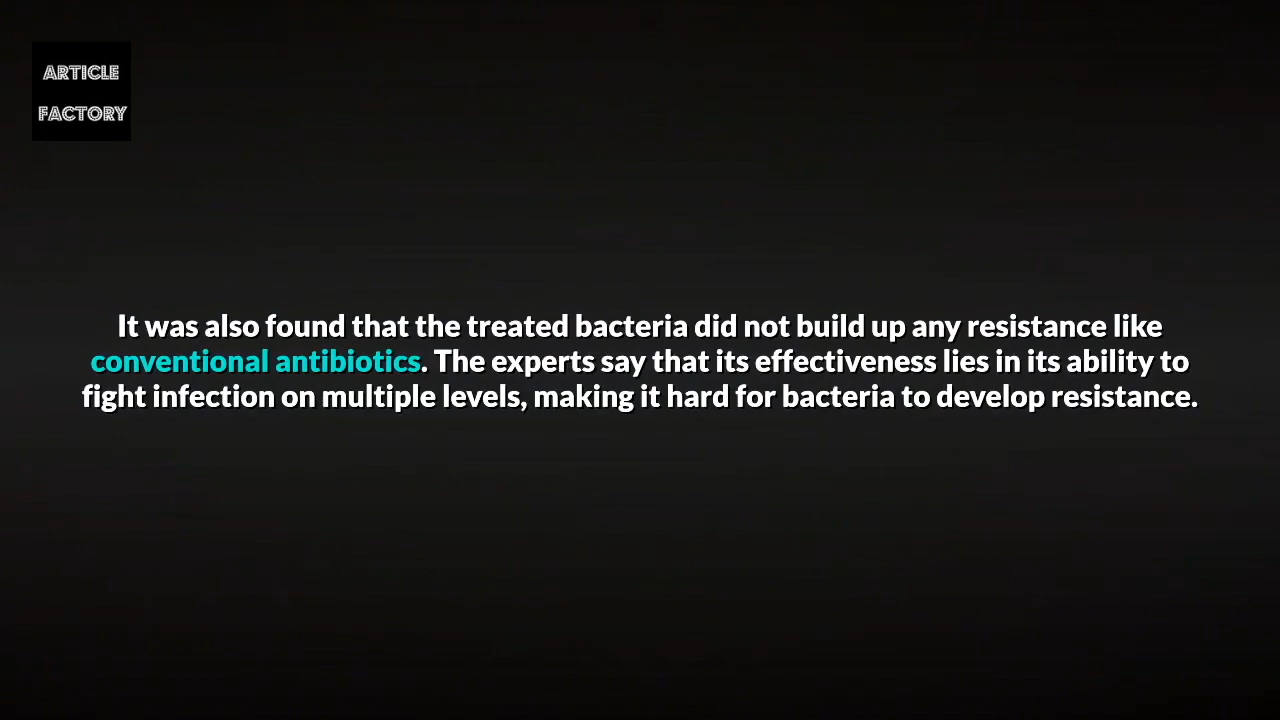 ARTICLE
FACTORY
It was also found that the treated bacteria did not build up any resistance like
conventional antibiotics. The experts say that its effectiveness lies in its ability to
fight infection on multiple levels, making it hard for bacteria to develop resistance.